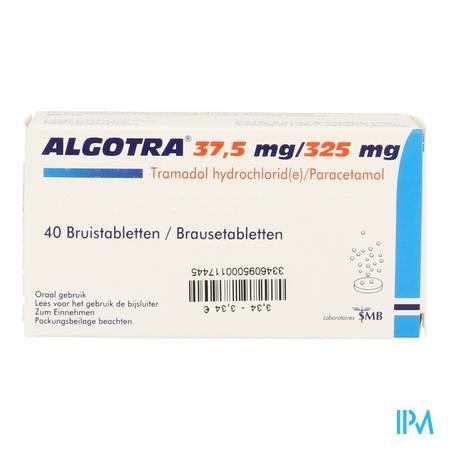 ALGOTRA® 37,5 mg/325 mg
Tramadol hydrochlorid(e)/Paracetamol
40 Bruistabletten / Brausetabletten
3346095000117445
3,34 - 3,34 €
Oraal gebruik
Lees voor het gebruik de bijsluiter
Zum Einnehmen
Packungsbeilage beachten.
Laboratoires SMB
IPM